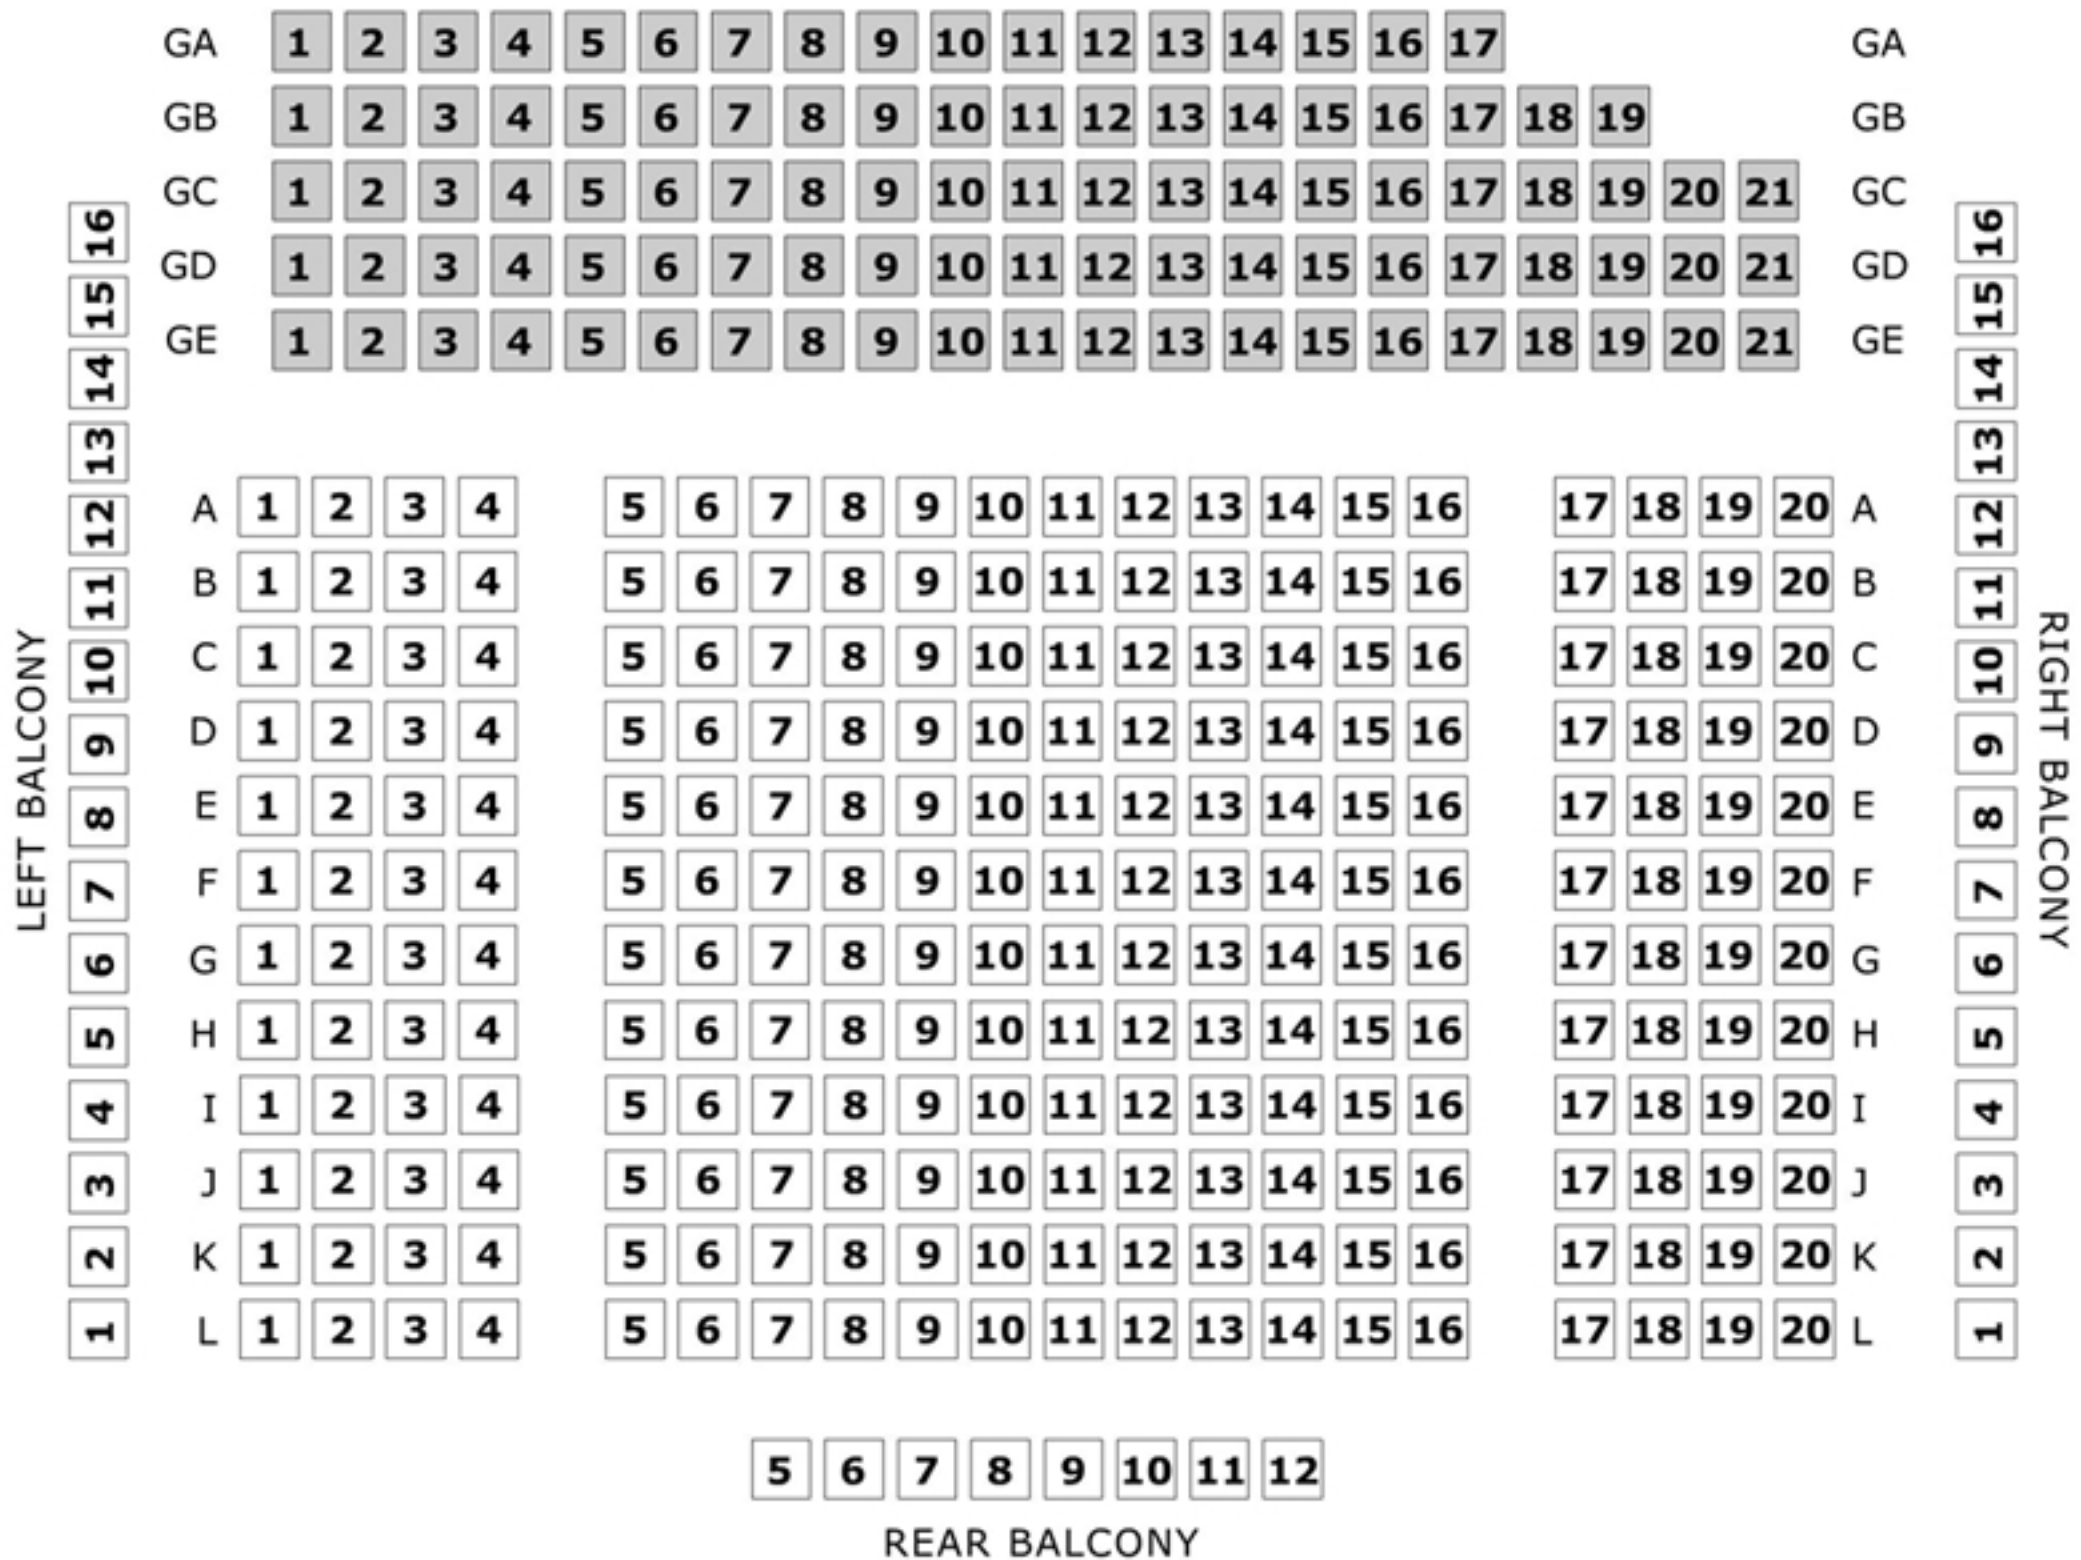 GA 1 2 3 4 5 6 7 8 9 10 11 12 13 14 15 16 17 GA
GB 1 2 3 4 5 6 7 8 9 10 11 12 13 14 15 16 17 18 19 GB
GC 1 2 3 4 5 6 7 8 9 10 11 12 13 14 15 16 17 18 19 20 21 GC
GD 1 2 3 4 5 6 7 8 9 10 11 12 13 14 15 16 17 18 19 20 21 GD
GE 1 2 3 4 5 6 7 8 9 10 11 12 13 14 15 16 17 18 19 20 21 GE
LEFT BALCONY
1 2 3 4 5 6 7 8 9 10 11 12 13 14 15 16
A 1 2 3 4 5 6 7 8 9 10 11 12 13 14 15 16 17 18 19 20 A
B 1 2 3 4 5 6 7 8 9 10 11 12 13 14 15 16 17 18 19 20 B
C 1 2 3 4 5 6 7 8 9 10 11 12 13 14 15 16 17 18 19 20 C
D 1 2 3 4 5 6 7 8 9 10 11 12 13 14 15 16 17 18 19 20 D
E 1 2 3 4 5 6 7 8 9 10 11 12 13 14 15 16 17 18 19 20 E
F 1 2 3 4 5 6 7 8 9 10 11 12 13 14 15 16 17 18 19 20 F
G 1 2 3 4 5 6 7 8 9 10 11 12 13 14 15 16 17 18 19 20 G
H 1 2 3 4 5 6 7 8 9 10 11 12 13 14 15 16 17 18 19 20 H
I 1 2 3 4 5 6 7 8 9 10 11 12 13 14 15 16 17 18 19 20 I
J 1 2 3 4 5 6 7 8 9 10 11 12 13 14 15 16 17 18 19 20 J
K 1 2 3 4 5 6 7 8 9 10 11 12 13 14 15 16 17 18 19 20 K
L 1 2 3 4 5 6 7 8 9 10 11 12 13 14 15 16 17 18 19 20 L
1 2 3 4 5 6 7 8 9 10 11 12 13 14 15 16
RIGHT BALCONY
5 6 7 8 9 10 11 12
REAR BALCONY